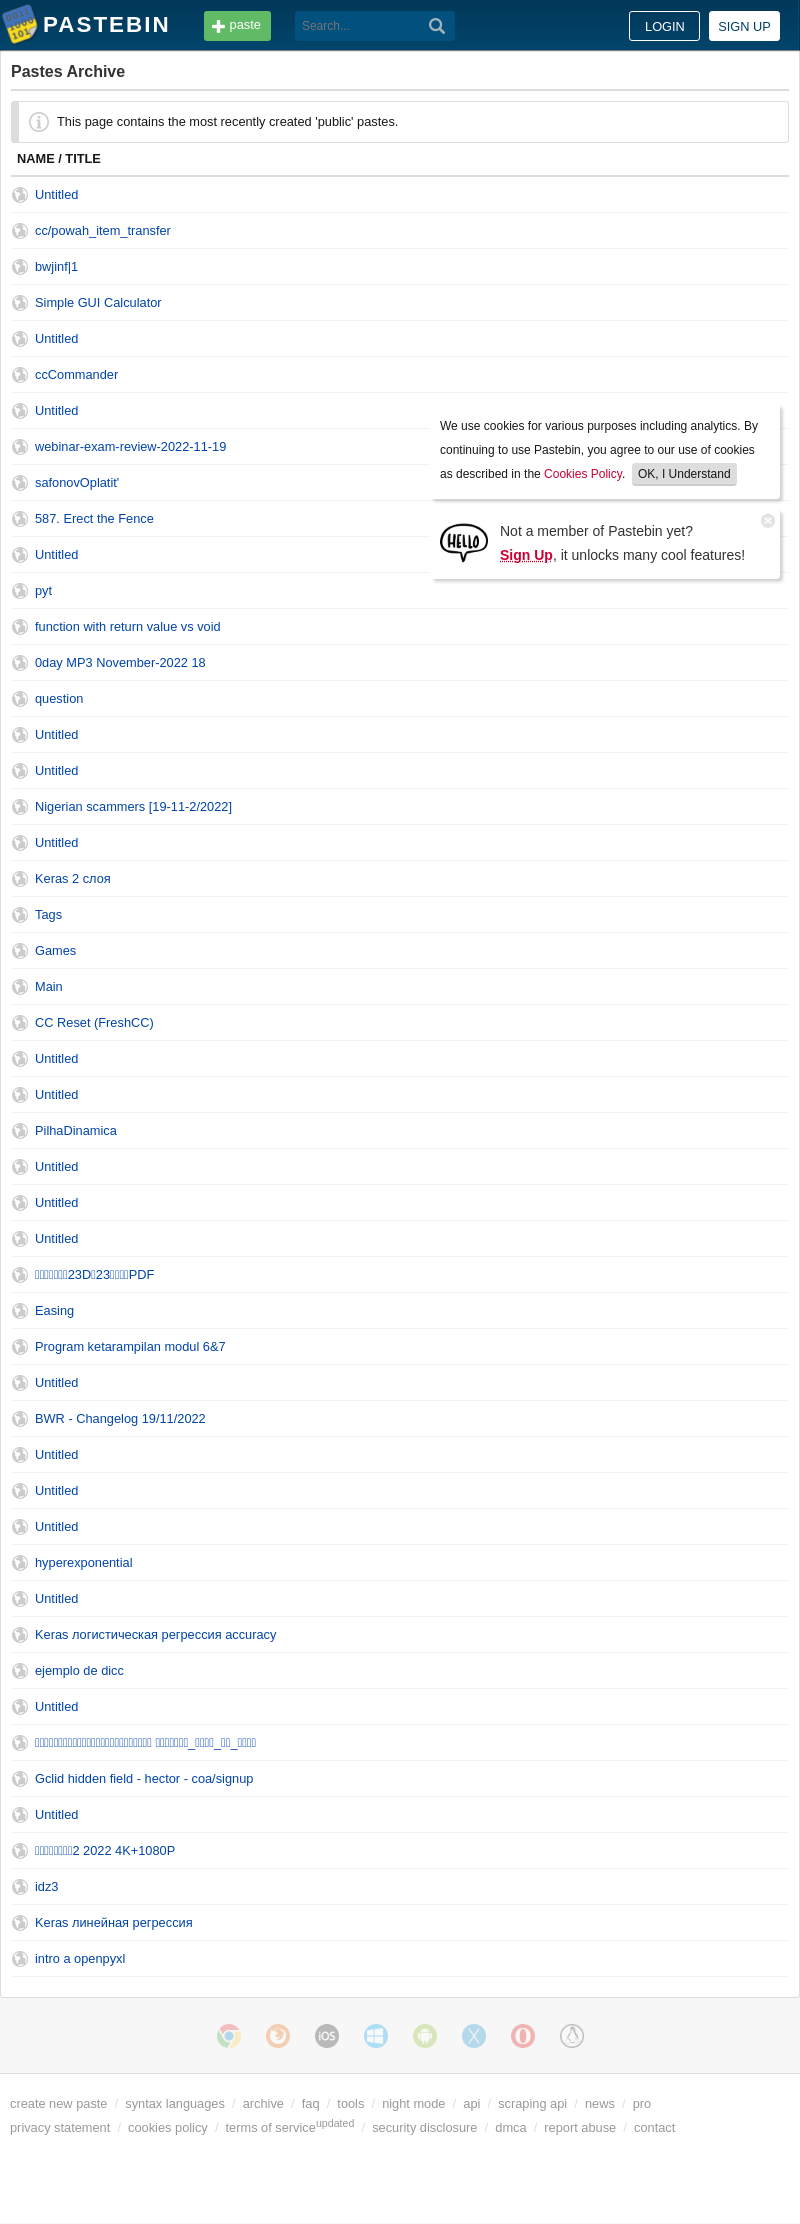 PASTEBIN
paste
Search...
LOGIN
SIGN UP
Pastes Archive
This page contains the most recently created 'public' pastes.
NAME / TITLE
Untitled
cc/powah_item_transfer
bwjinf|1
Simple GUI Calculator
Untitled
ccCommander
Untitled
webinar-exam-review-2022-11-19
safonovOplatit'
587. Erect the Fence
Untitled
We use cookies for various purposes including analytics. By
continuing to use Pastebin, you agree to our use of cookies
as described in the Cookies Policy. OK, I Understand
HELLO
Not a member of Pastebin yet?
Sign Up, it unlocks many cool features!
pyt
function with return value vs void
0day MP3 November-2022 18
question
Untitled
Untitled
Nigerian scammers [19-11-2/2022]
Untitled
Keras 2 слоя
Tags
Games
Main
CC Reset (FreshCC)
Untitled
Untitled
PilhaDinamica
Untitled
Untitled
Untitled
23D 23 PDF
Easing
Program ketarampilan modul 6&7
Untitled
BWR - Changelog 19/11/2022
Untitled
Untitled
Untitled
hyperexponential
Untitled
Keras логистическая регрессия accuracy
ejemplo de dicc
Untitled
Gclid hidden field - hector - coa/signup
Untitled
2 2022 4K+1080P
idz3
Keras линейная регрессия
intro a openpyxl
iOS
create new paste / syntax languages / archive / faq / tools / night mode / api / scraping api / news / pro
privacy statement / cookies policy / terms of service updated / security disclosure / dmca / report abuse / contact